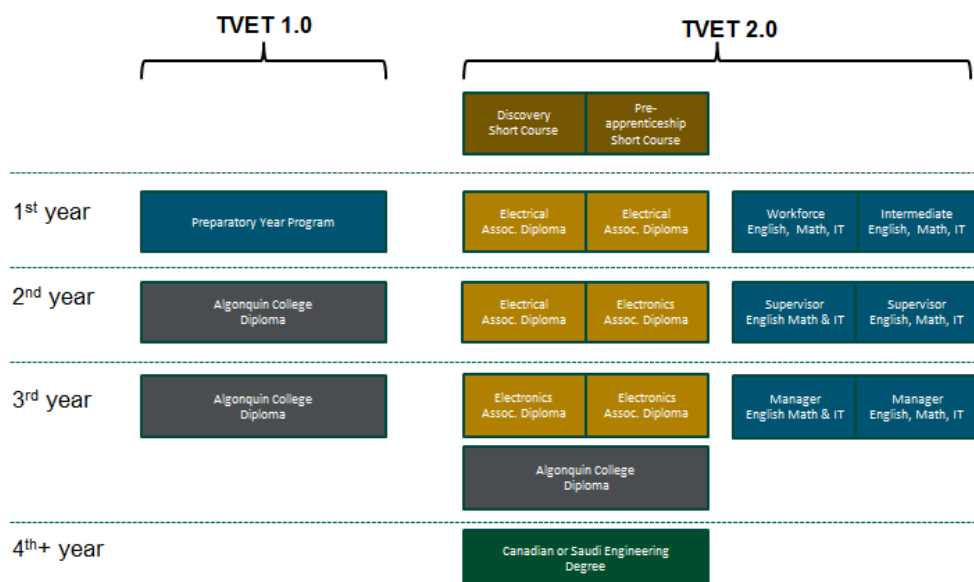 TVET 1.0
TVET 2.0
Discovery
Short Course
Pre-
apprenticeship
Short Course
1st year
Preparatory Year Program
Electrical
Assoc. Diploma
Electrical
Assoc. Diploma
Workforce
English, Math, IT
Intermediate
English, Math, IT
2nd year
Algonquin College
Diploma
Electrical
Assoc. Diploma
Electronics
Assoc. Diploma
Supervisor
English Math & IT
Supervisor
English, Math, IT
3rd year
Algonquin College
Diploma
Electronics
Assoc. Diploma
Electronics
Assoc. Diploma
Manager
English Math & IT
Manager
English, Math, IT
Algonquin College
Diploma
4th+ year
Canadian or Saudi Engineering
Degree